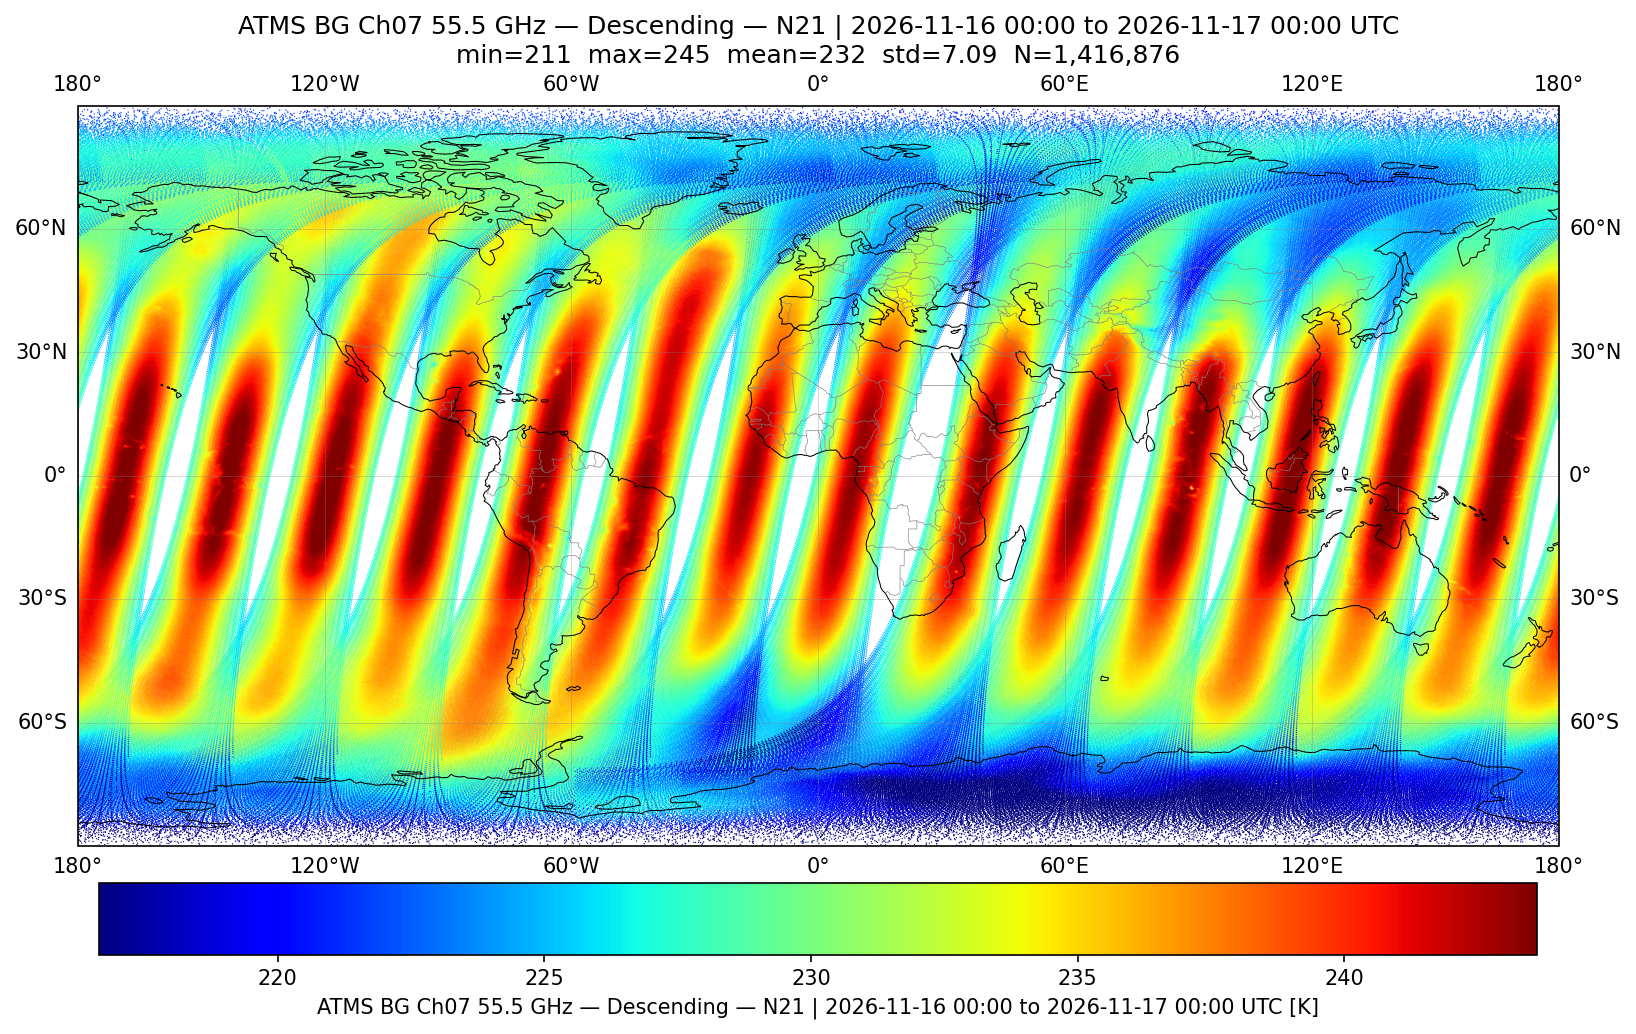 ATMS BG Ch07 55.5 GHz — Descending — N21 | 2026-11-16 00:00 to 2026-11-17 00:00 UTC
min=211 max=245 mean=232 std=7.09 N=1,416,876
180° 120°W 60°W 0° 60°E 120°E 180°
60°N 60°N
30°N 30°N
0° 0°
30°S 30°S
60°S 60°S
180° 120°W 60°W 0° 60°E 120°E 180°
220 225 230 235 240
ATMS BG Ch07 55.5 GHz — Descending — N21 | 2026-11-16 00:00 to 2026-11-17 00:00 UTC [K]